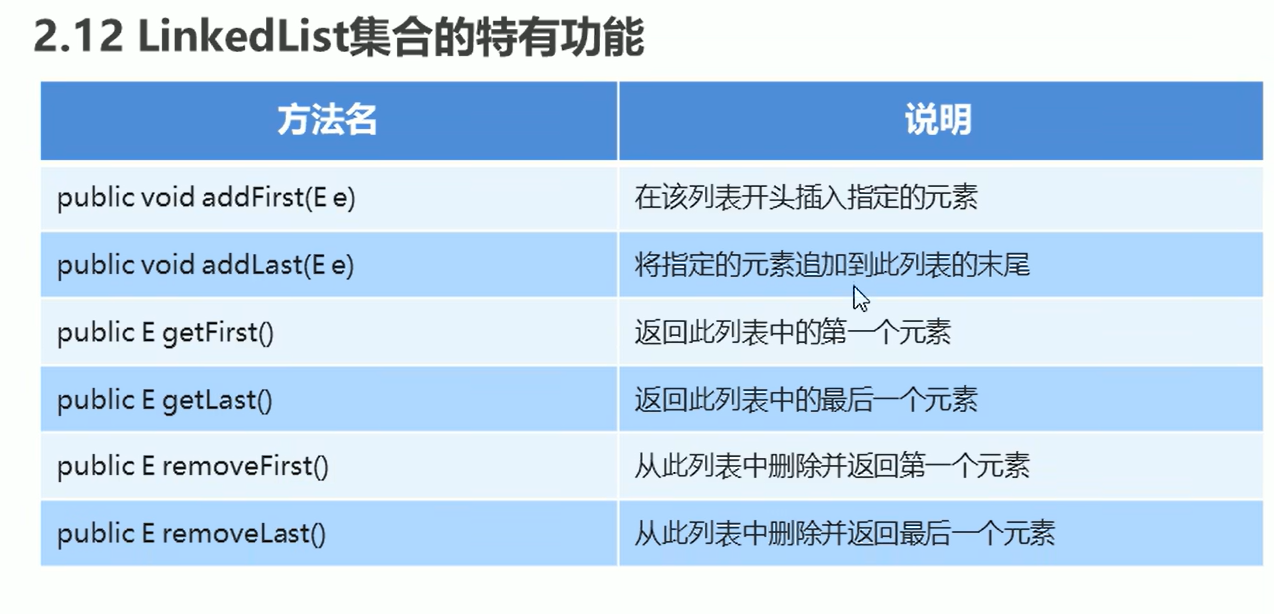 2.12 LinkedList集合的特有功能
方法名 说明
public void addFirst(E e) 在该列表开头插入指定的元素
public void addLast(E e) 将指定的元素追加到此列表的末尾
public E getFirst() 返回此列表中的第一个元素
public E getLast() 返回此列表中的最后一个元素
public E removeFirst() 从此列表中删除并返回第一个元素
public E removeLast() 从此列表中删除并返回最后一个元素